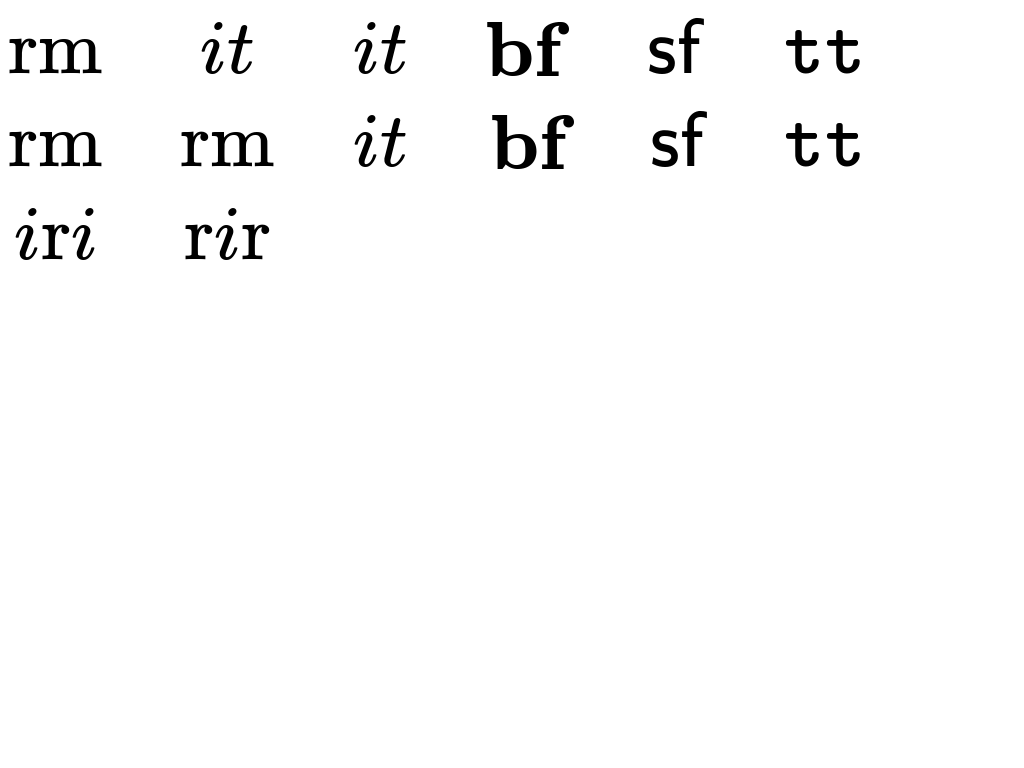 rm it it bf sf tt
rm rm it bf sf tt
iri rir